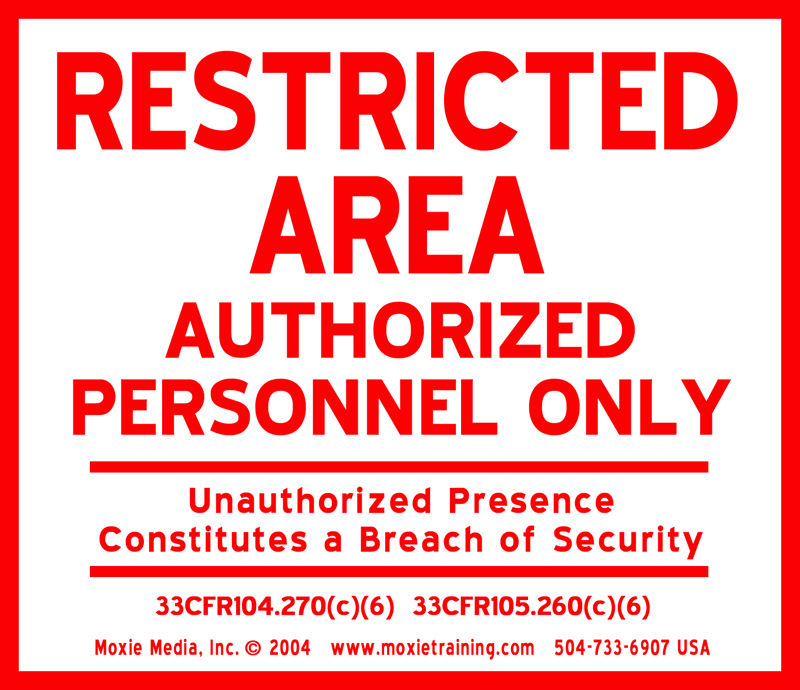 RESTRICTED
AREA
AUTHORIZED
PERSONNEL ONLY
Unauthorized Presence
Constitutes a Breach of Security
33CFR104.270(c)(6) 33CFR105.260(c)(6)
Moxie Media, Inc. © 2004 www.moxietraining.com 504-733-6907 USA